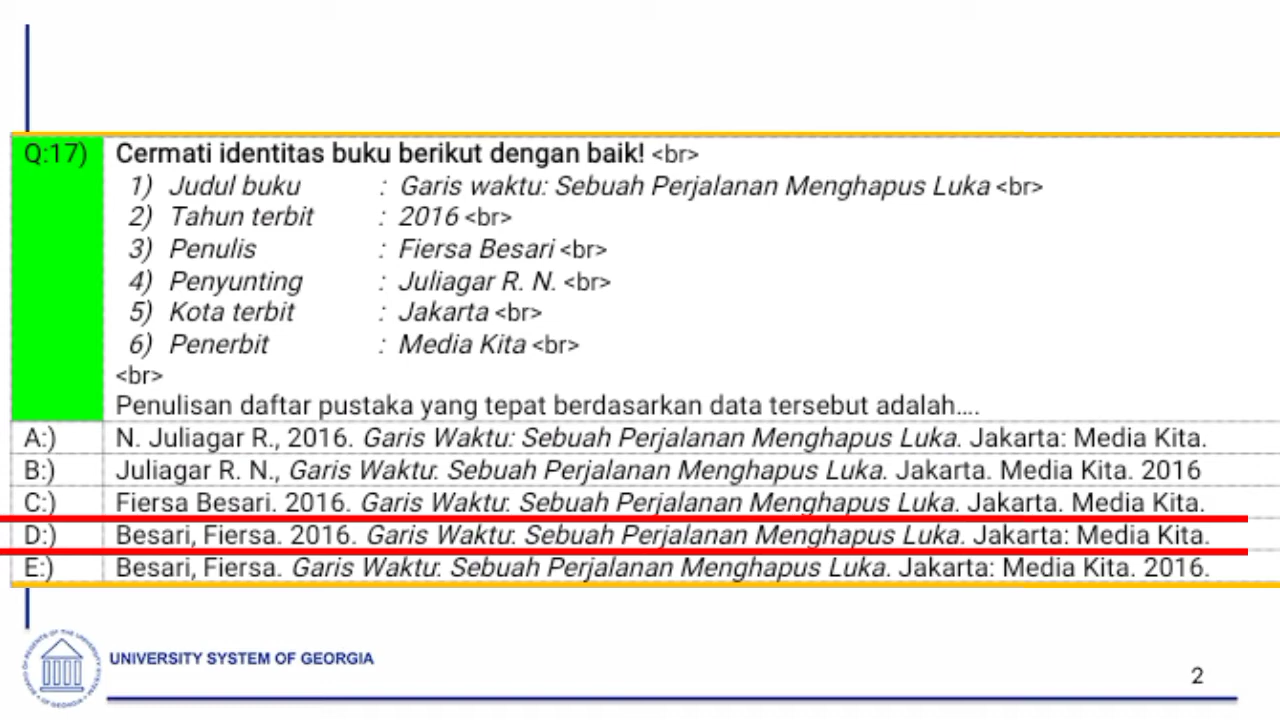 Q:17) Cermati identitas buku berikut dengan baik! <br>
1) Judul buku : Garis waktu: Sebuah Perjalanan Menghapus Luka <br>
2) Tahun terbit : 2016 <br>
3) Penulis : Fiersa Besari <br>
4) Penyunting : Juliagar R. N. <br>
5) Kota terbit : Jakarta <br>
6) Penerbit : Media Kita <br>
<br>
Penulisan daftar pustaka yang tepat berdasarkan data tersebut adalah....
A:) N. Juliagar R., 2016. Garis Waktu: Sebuah Perjalanan Menghapus Luka. Jakarta: Media Kita.
B:) Juliagar R. N., Garis Waktu: Sebuah Perjalanan Menghapus Luka. Jakarta. Media Kita. 2016
C:) Fiersa Besari. 2016. Garis Waktu: Sebuah Perjalanan Menghapus Luka. Jakarta. Media Kita.
D:) Besari, Fiersa. 2016. Garis Waktu: Sebuah Perjalanan Menghapus Luka. Jakarta: Media Kita.
E:) Besari, Fiersa. Garis Waktu: Sebuah Perjalanan Menghapus Luka. Jakarta: Media Kita. 2016.
UNIVERSITY SYSTEM OF GEORGIA
2